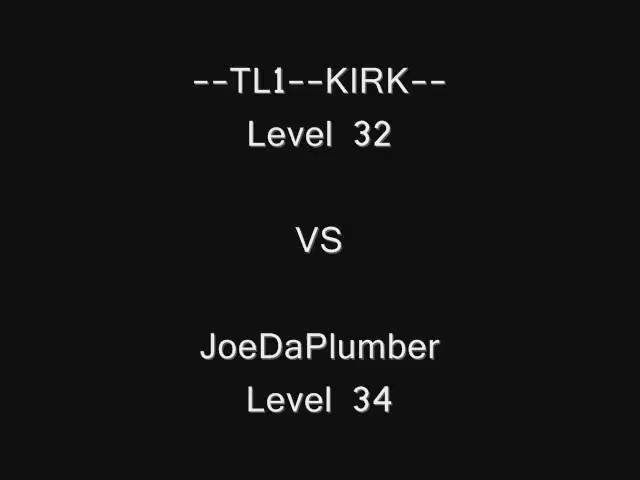 --TL1--KIRK--
Level 32
VS
JoeDaPlumber
Level 34